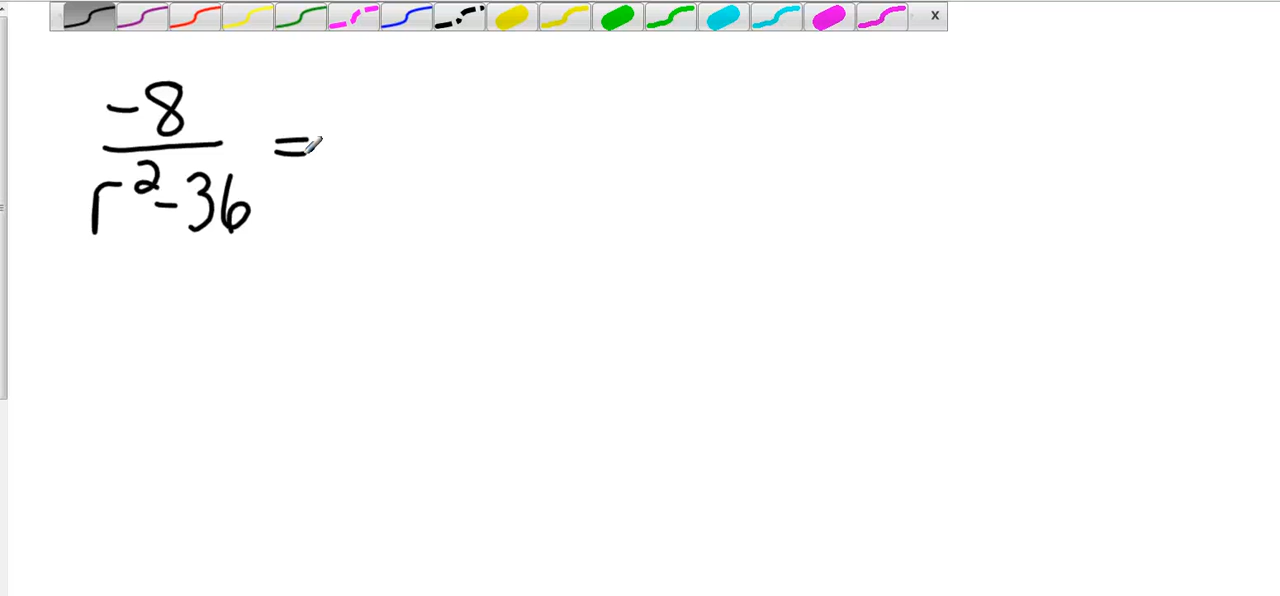 -8
/
r²-36 =
x